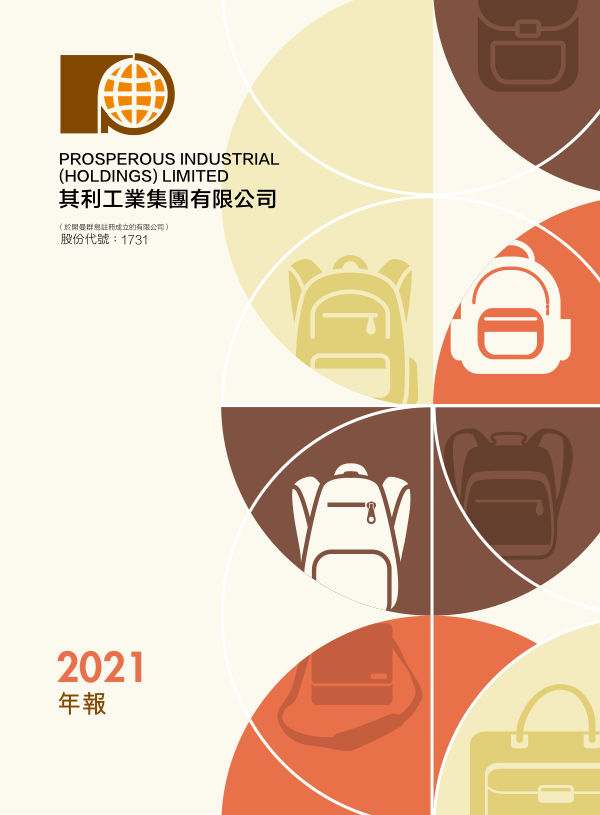 PROSPEROUS INDUSTRIAL
(HOLDINGS) LIMITED
其利工業集團有限公司
（於開曼群島註冊成立的有限公司）
股份代號：1731
2021
年報